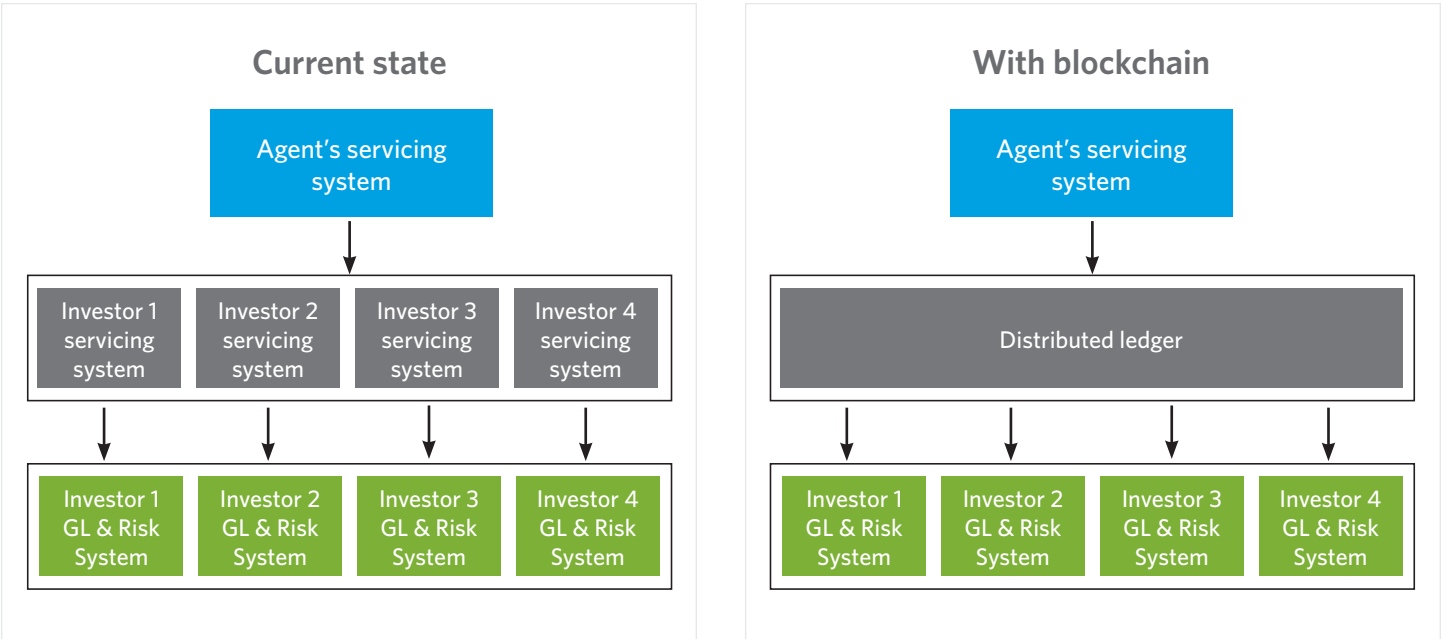 Current state
Agent's servicing
system
Investor 1
servicing
system
Investor 2
servicing
system
Investor 3
servicing
system
Investor 4
servicing
system
Investor 1
GL & Risk
System
Investor 2
GL & Risk
System
Investor 3
GL & Risk
System
Investor 4
GL & Risk
System
With blockchain
Agent's servicing
system
Distributed ledger
Investor 1
GL & Risk
System
Investor 2
GL & Risk
System
Investor 3
GL & Risk
System
Investor 4
GL & Risk
System